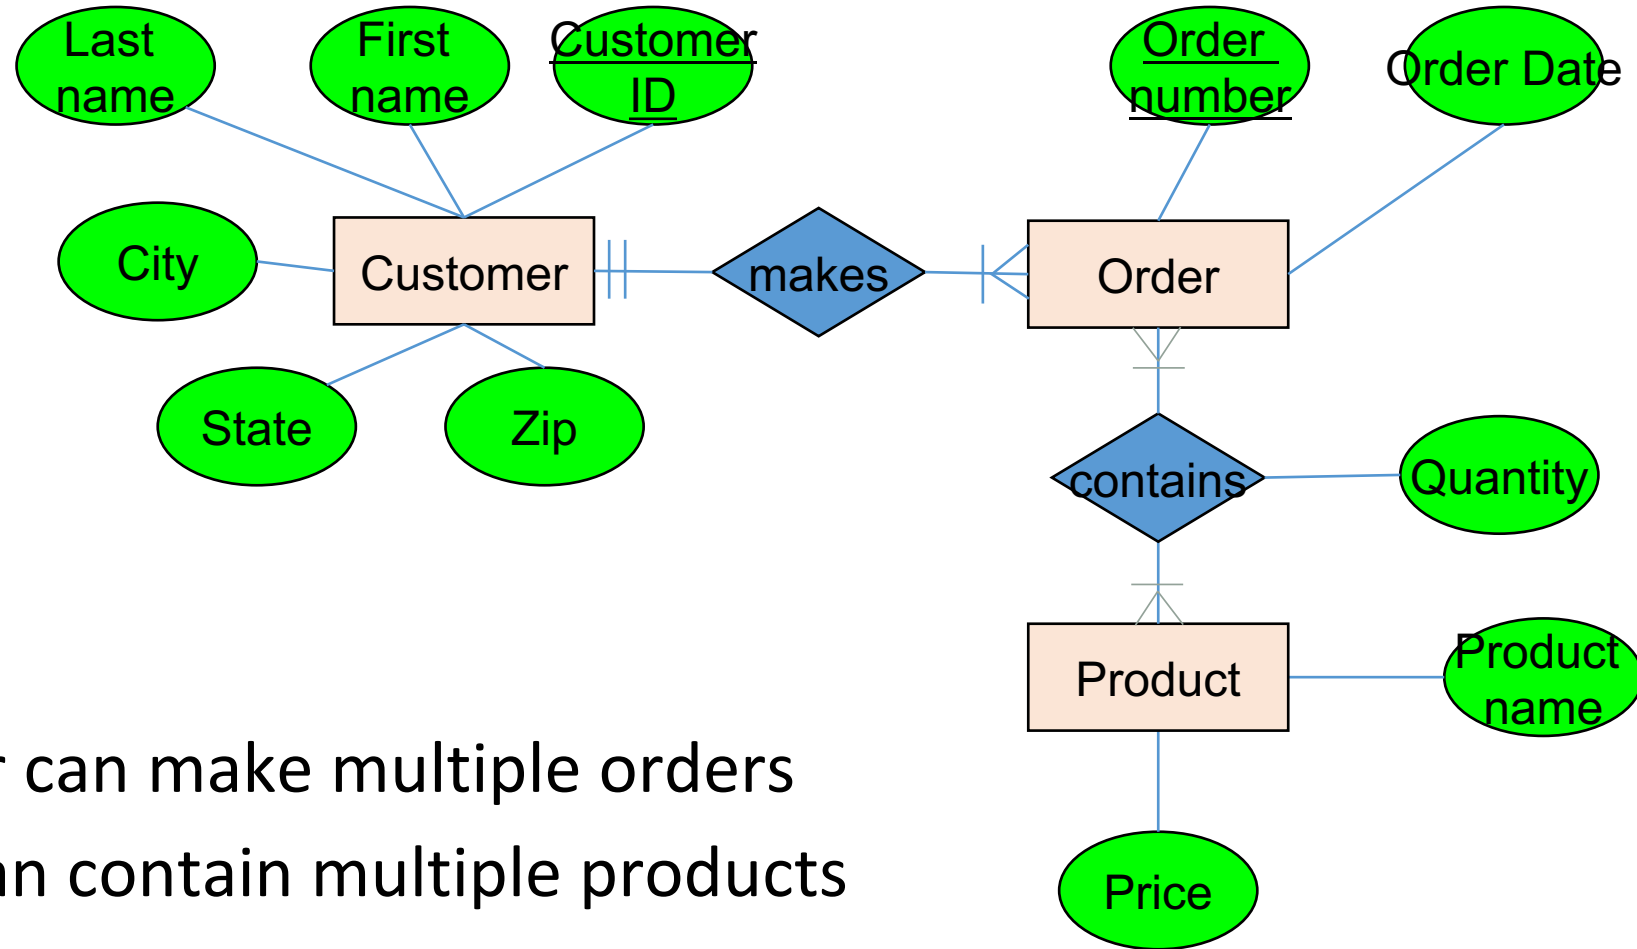 Last
name
First
name
Customer
ID
Order
number
Order Date
City
Customer
makes
Order
State
Zip
contains
Quantity
Product
Product
name
r can make multiple orders
an contain multiple products
Price